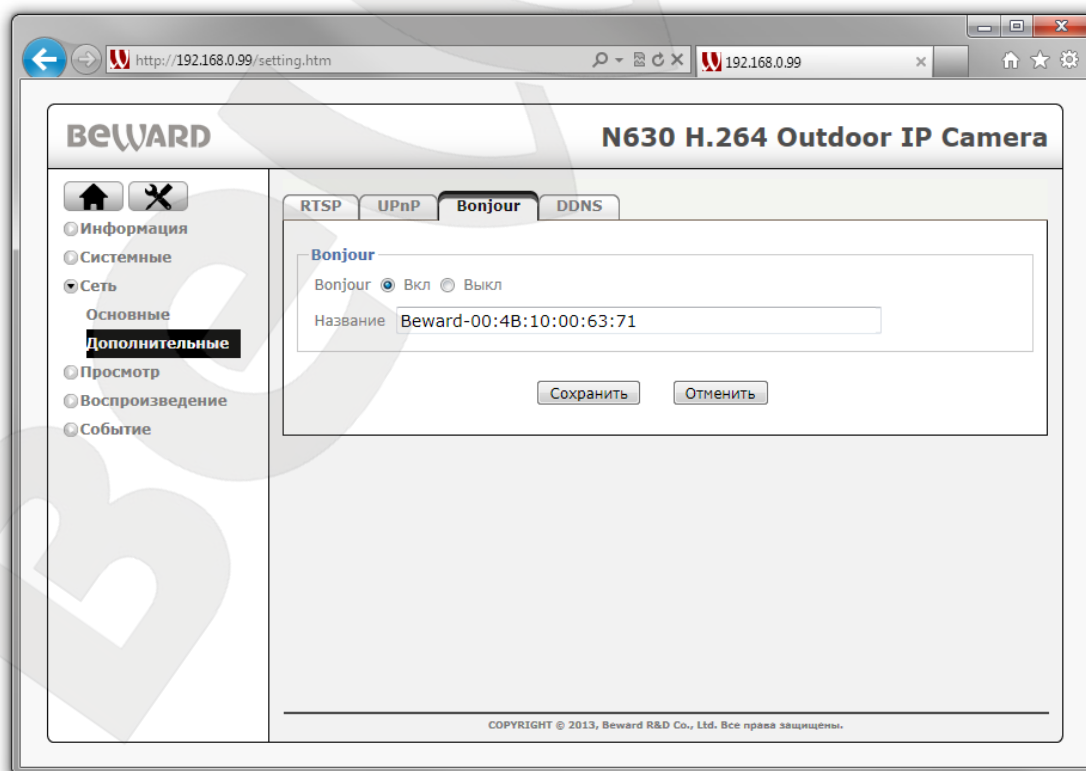 http://192.168.0.99/setting.htm
192.168.0.99
BEWARD
N630 H.264 Outdoor IP Camera
RTSP UPnP Bonjour DDNS
Информация
Системные
Сеть
Основные
Дополнительные
Просмотр
Воспроизведение
Событие
Bonjour
Bonjour Вкл Выкл
Название Beward-00:4B:10:00:63:71
Сохранить Отменить
COPYRIGHT © 2013, Beward R&D Co., Ltd. Все права защищены.